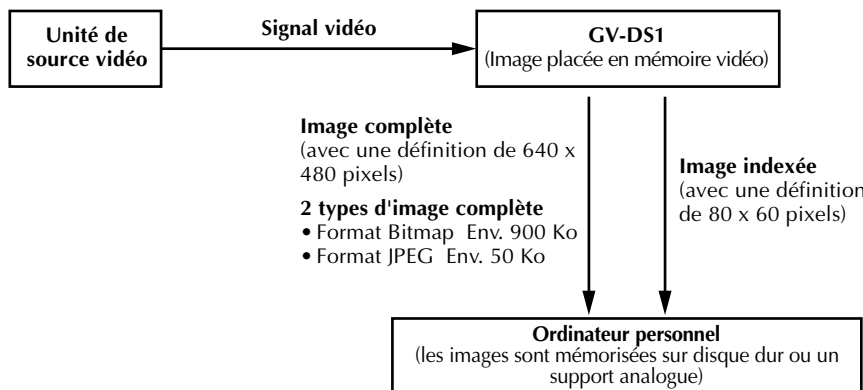 Unité de
source vidéo
Signal vidéo
GV-DS1
(Image placée en mémoire vidéo)
Image complète
(avec une définition de 640 x
480 pixels)
2 types d'image complète
• Format Bitmap Env. 900 Ko
• Format JPEG Env. 50 Ko
Image indexée
(avec une définition
de 80 x 60 pixels)
Ordinateur personnel
(les images sont mémorisées sur disque dur ou un
support analogue)